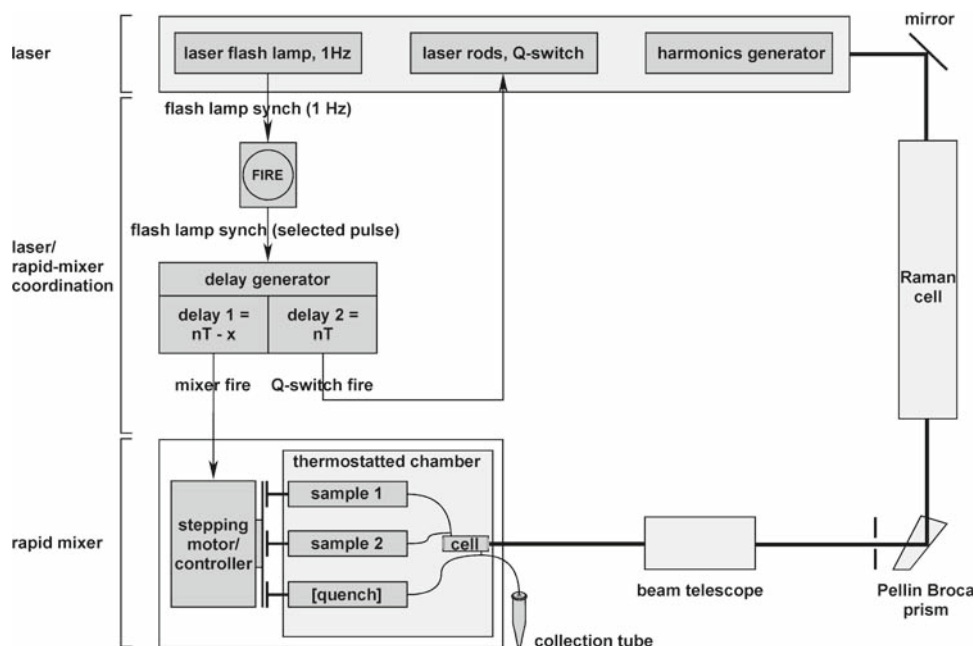 laser
laser flash lamp, 1Hz
laser rods, Q-switch
harmonics generator
mirror
flash lamp synch (1 Hz)
FIRE
flash lamp synch (selected pulse)
laser/
rapid-mixer
coordination
delay generator
delay 1 =
nT - x
delay 2 =
nT
mixer fire
Q-switch fire
Raman
cell
rapid mixer
thermostatted chamber
stepping
motor/
controller
sample 1
sample 2
[quench]
cell
collection tube
beam telescope
Pellin Broca
prism